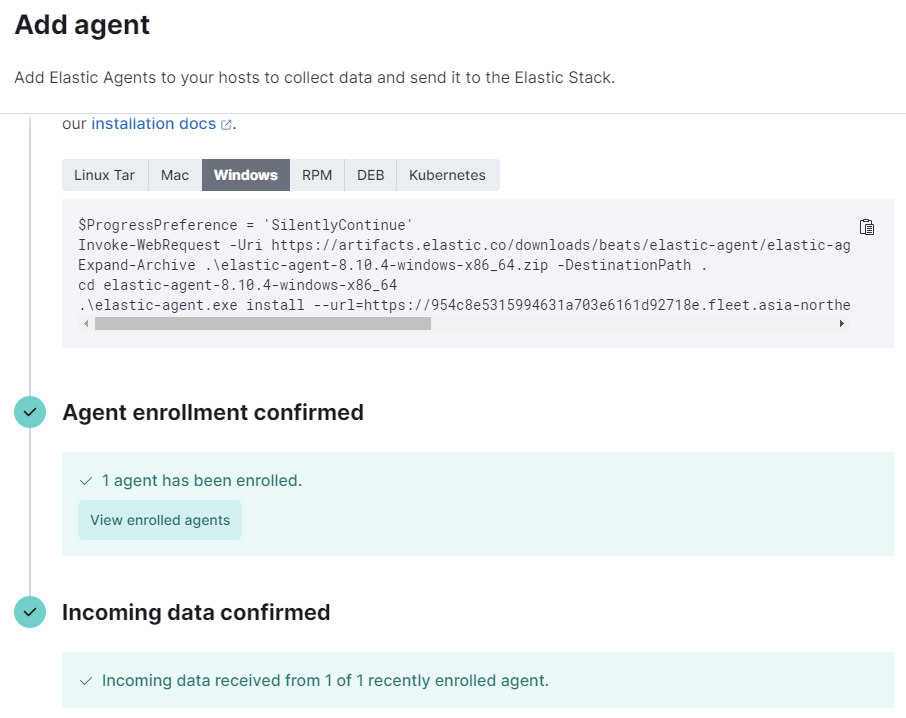 Add agent
Add Elastic Agents to your hosts to collect data and send it to the Elastic Stack.
our installation docs.
Linux Tar Mac Windows RPM DEB Kubernetes
$ProgressPreference = 'SilentlyContinue'
Invoke-WebRequest -Uri https://artifacts.elastic.co/downloads/beats/elastic-agent/elastic-ag
Expand-Archive .\elastic-agent-8.10.4-windows-x86_64.zip -DestinationPath .
cd elastic-agent-8.10.4-windows-x86_64
.\elastic-agent.exe install --url=https://954c8e5315994631a703e6161d92718e.fleet.asia-northe
Agent enrollment confirmed
1 agent has been enrolled.
View enrolled agents
Incoming data confirmed
Incoming data received from 1 of 1 recently enrolled agent.